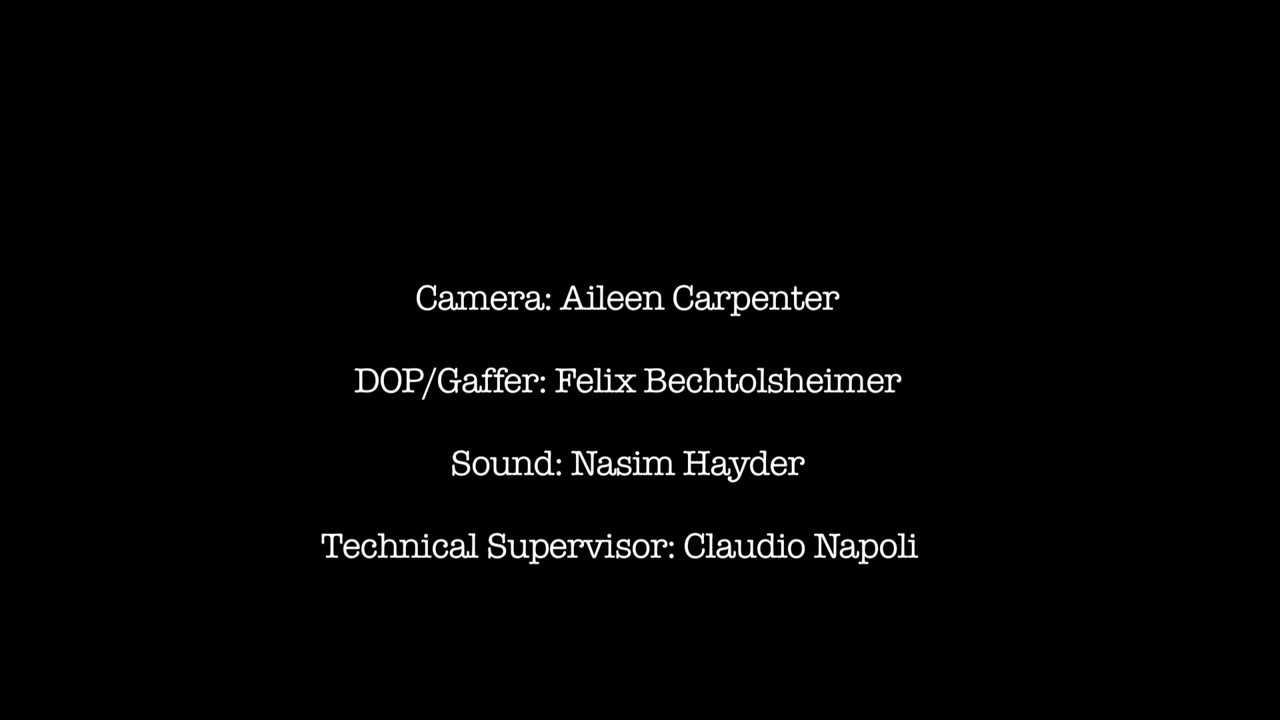 Camera: Aileen Carpenter
DOP/Gaffer: Felix Bechtolsheimer
Sound: Nasim Hayder
Technical Supervisor: Claudio Napoli